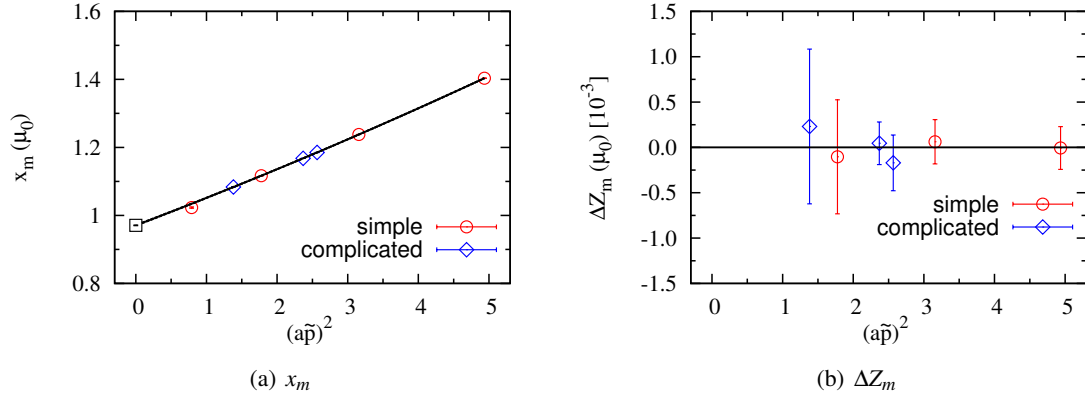 1.6
1.4
1.2
1
0.8
x_m (μ_0)
0 1 2 3 4 5
(ap̃)^2
simple
complicated
(a) x_m
1.5
1.0
0.5
0.0
-0.5
-1.0
-1.5
ΔZ_m (μ_0) [10^-3]
0 1 2 3 4 5
(ap̃)^2
simple
complicated
(b) ΔZ_m